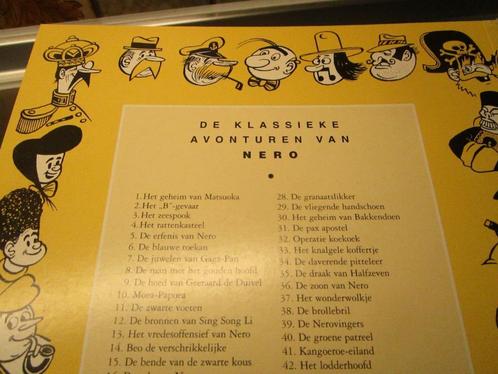 DE KLASSIEKE
AVONTUREN VAN
NERO
1. Het geheim van Matsuoka
2. Het „B"-gevaar
3. Het zeespook
4. Het rattenkasteel
5. De erfenis van Nero
6. De blauwe toekan
7. De juwelen van Gaga-Pan
8. De man met het gouden hoofd
9. De hoed van Geeraard de Duivel
10. Moea-Papoea
11. De zwarte voeten
12. De bronnen van Sing Song Li
13. Het vredesoffensief van Nero
14. Beo de verschrikkelijke
15. De bende van de zwarte kous
28. De granaatslikker
29. De vliegende handschoen
30. Het geheim van Bakkendoen
31. De pax apostel
32. Operatie koekoek
33. Het knalgele koffertje
34. De daverende pitteleer
35. De draak van Halfzeven
36. De zoon van Nero
37. Het wonderwolkje
38. De brollebril
39. De Nerovingers
40. De groene patreel
41. Kangoeroe-eiland
42. Het lodderhoofd